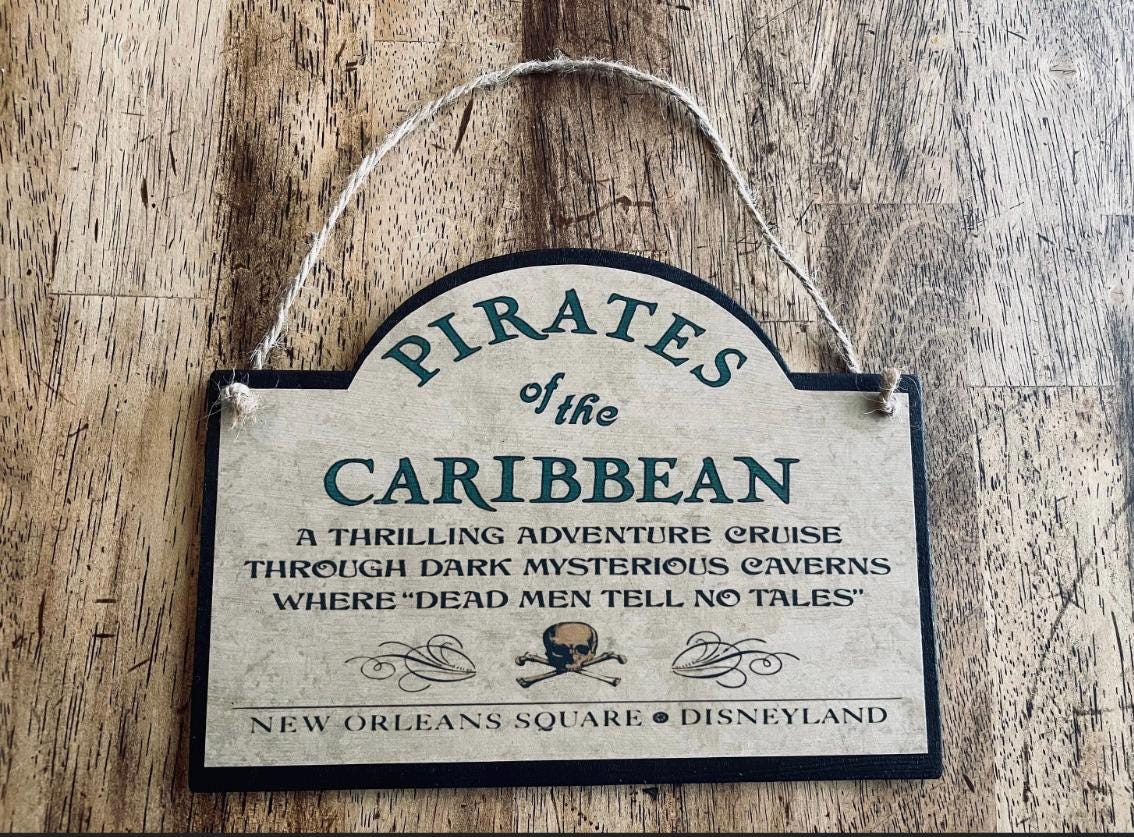 PIRATES
of the
CARIBBEAN
A THRILLING ADVENTURE CRUISE
THROUGH DARK MYSTERIOUS CAVERNS
WHERE “DEAD MEN TELL NO TALES”
NEW ORLEANS SQUARE ● DISNEYLAND